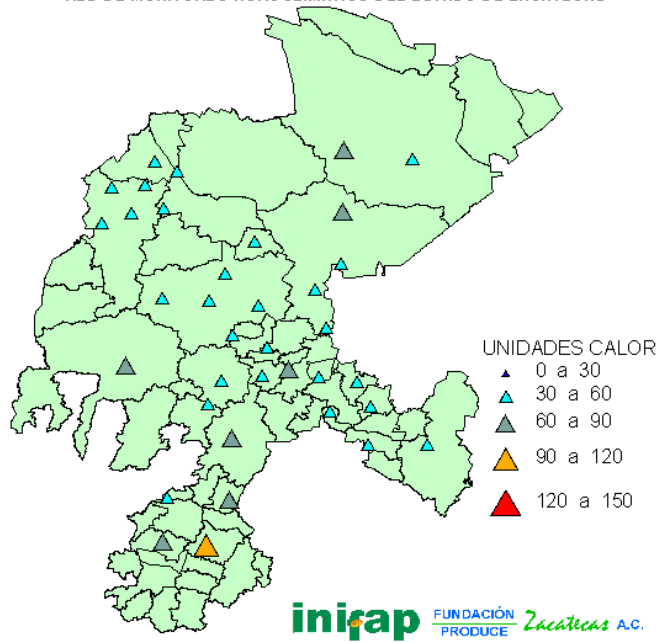 UNIDADES CALOR
0 a 30
30 a 60
60 a 90
90 a 120
120 a 150
inifap
FUNDACIÓN
PRODUCE
Zacatecas A.C.